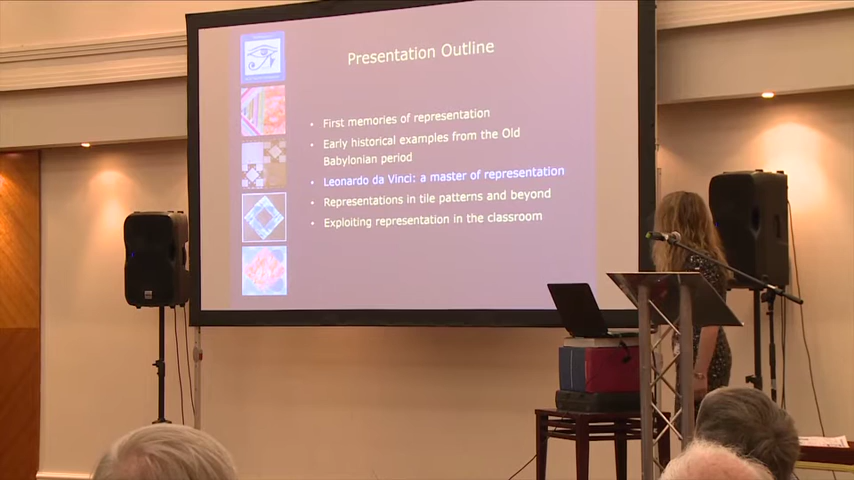 Presentation Outline
• First memories of representation
• Early historical examples from the Old
Babylonian period
• Leonardo da Vinci: a master of representation
• Representations in tile patterns and beyond
• Exploiting representation in the classroom